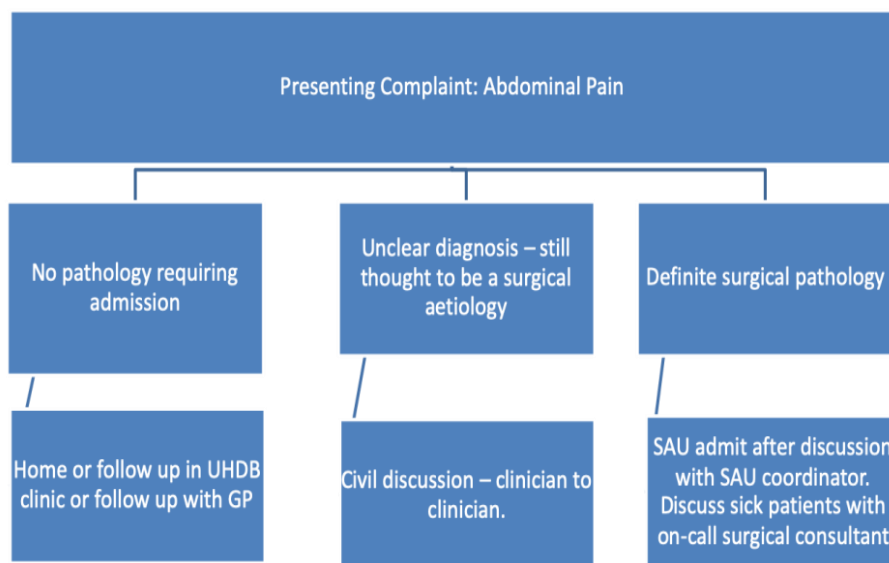 Presenting Complaint: Abdominal Pain
No pathology requiring
admission
Unclear diagnosis – still
thought to be a surgical
aetiology
Definite surgical pathology
Home or follow up in UHDB
clinic or follow up with GP
Civil discussion – clinician to
clinician.
SAU admit after discussion
with SAU coordinator.
Discuss sick patients with
on-call surgical consultant